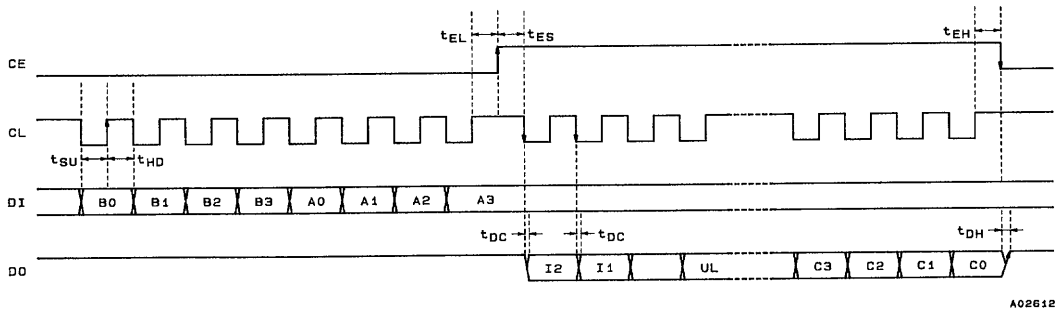 tEL tES tEH
CE
CL
tSU tHD
DI B0 B1 B2 B3 A0 A1 A2 A3
tDC tDC tDH
DO I2 I1 UL C3 C2 C1 C0
A02612